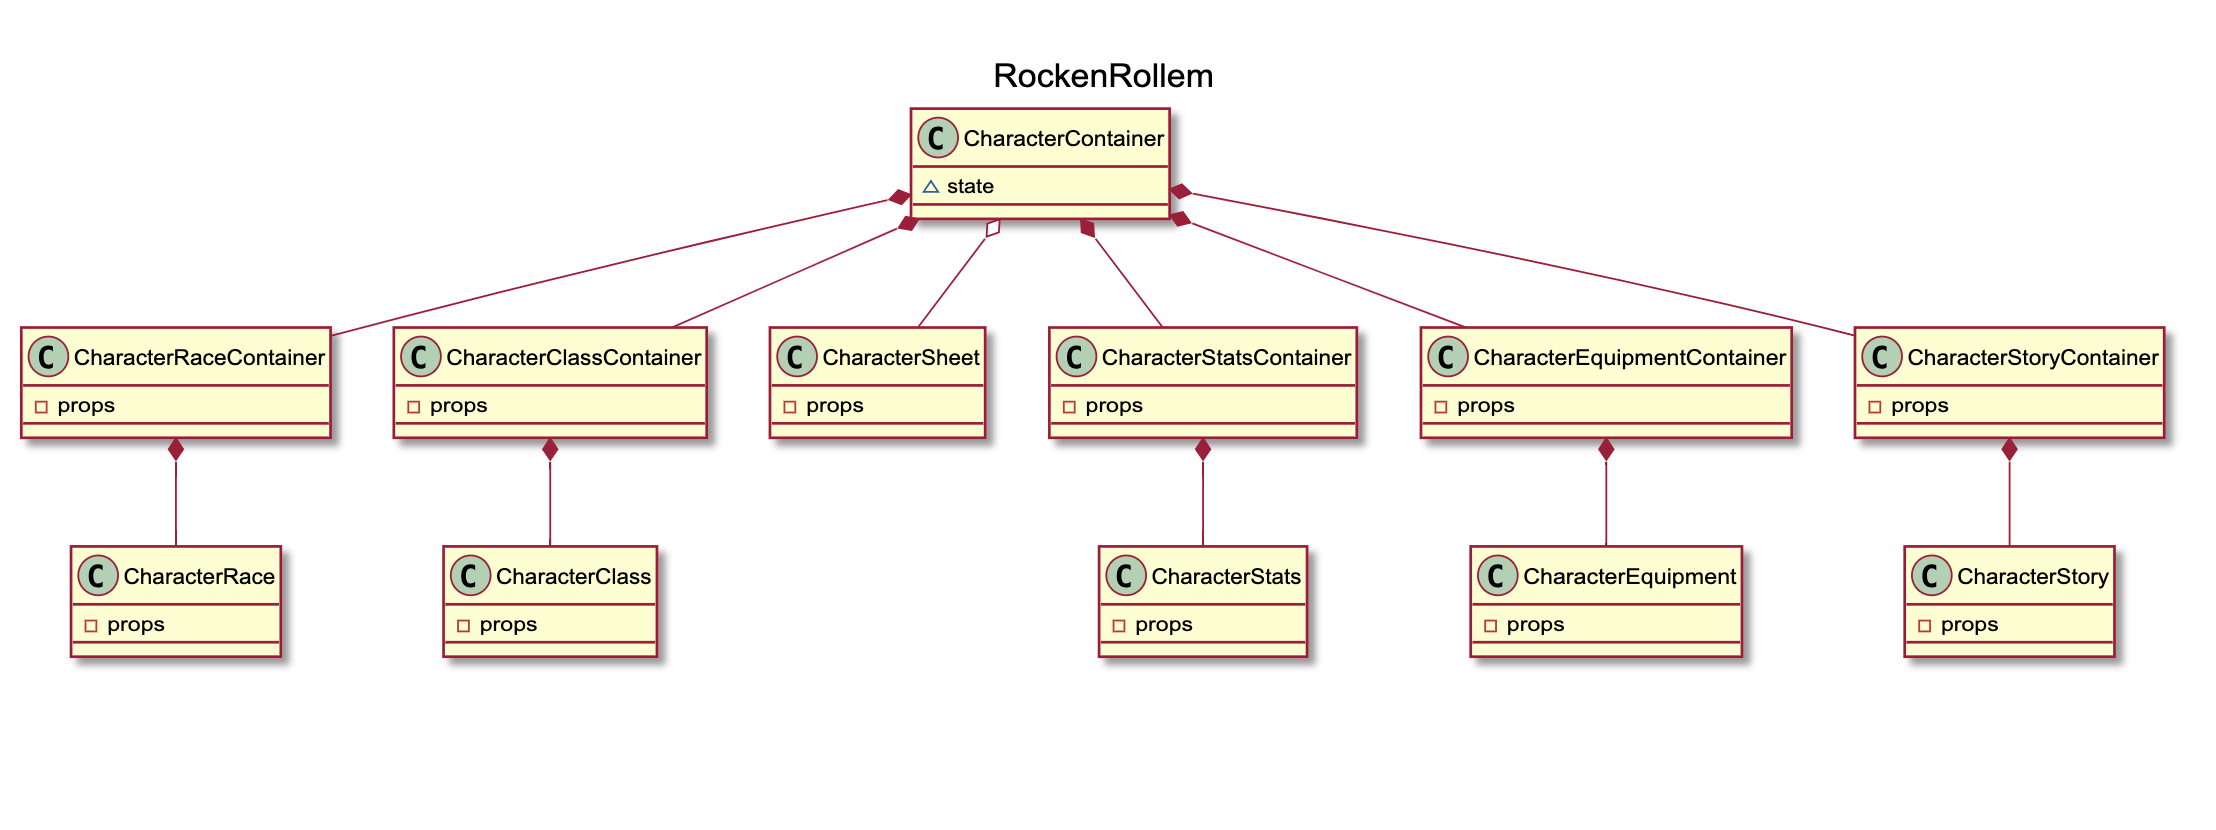 RockenRollem
C CharacterContainer
state
C CharacterRaceContainer
props
C CharacterClassContainer
props
C CharacterSheet
props
C CharacterStatsContainer
props
C CharacterEquipmentContainer
props
C CharacterStoryContainer
props
C CharacterRace
props
C CharacterClass
props
C CharacterStats
props
C CharacterEquipment
props
C CharacterStory
props